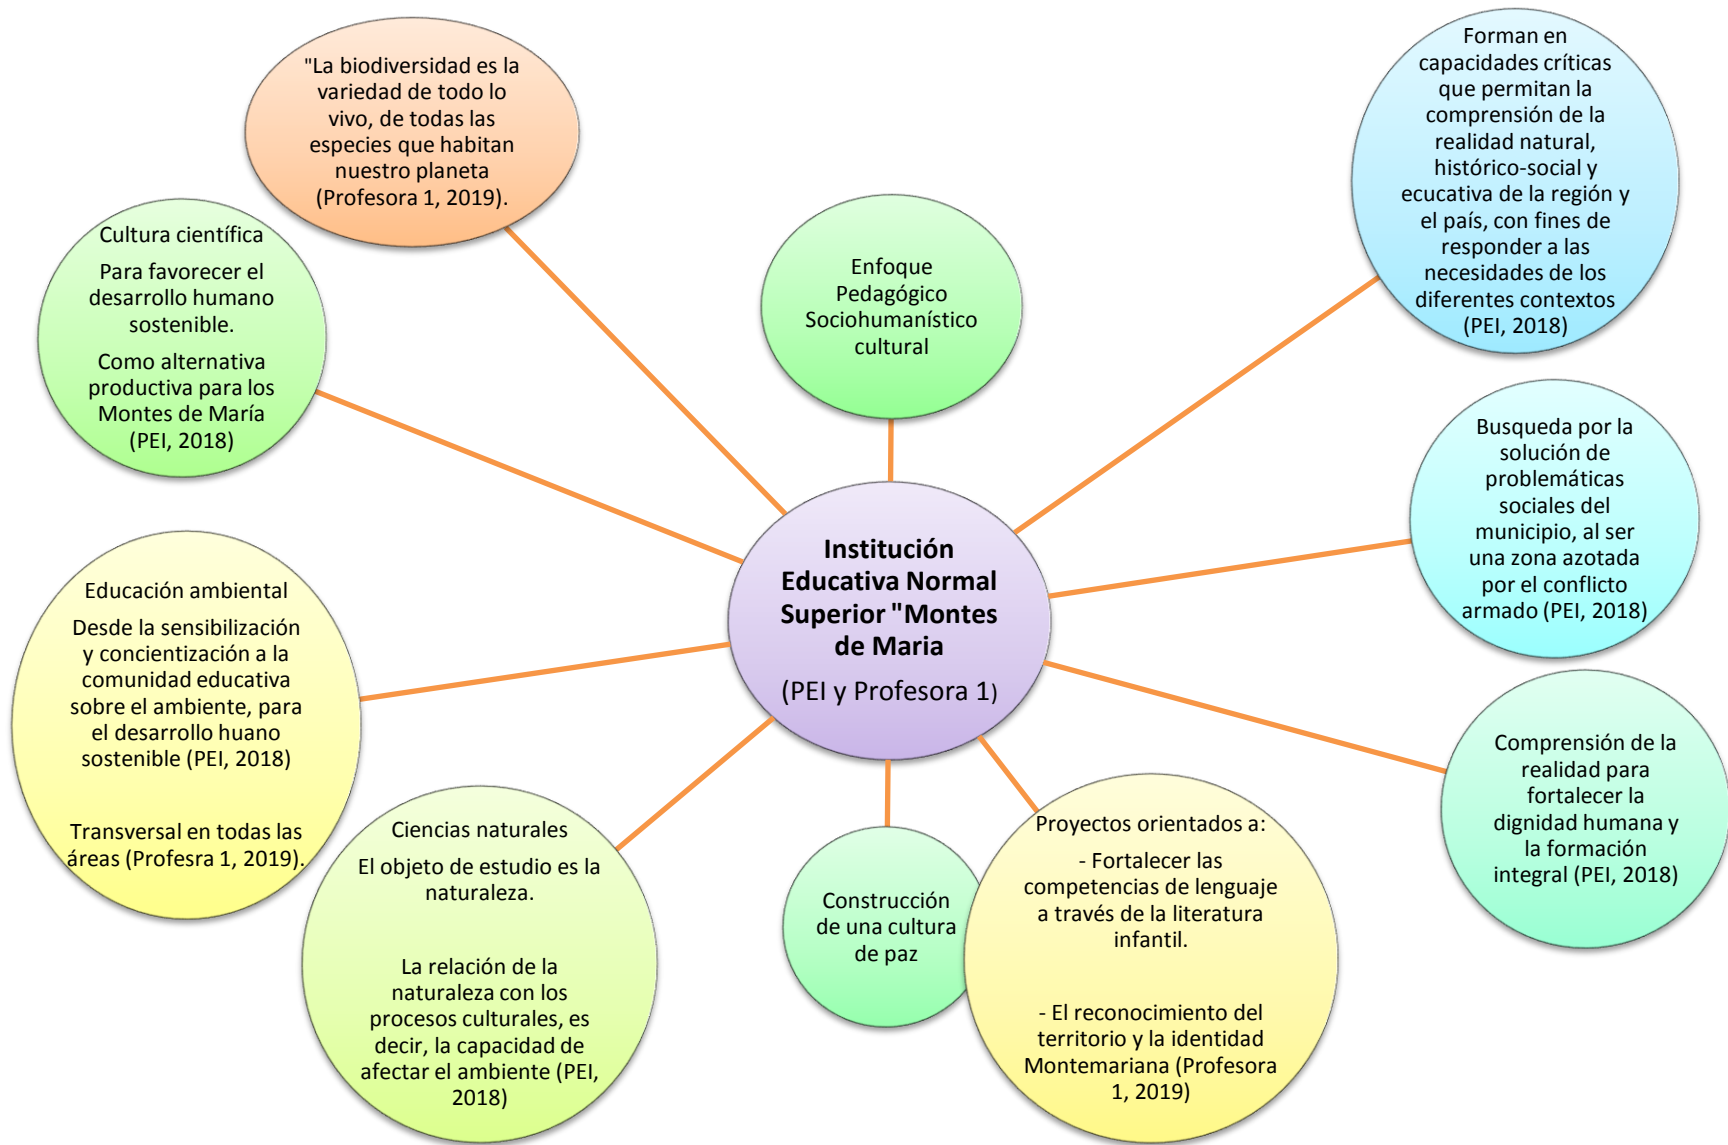 "La biodiversidad es la
variedad de todo lo
vivo, de todas las
especies que habitan
nuestro planeta
(Profesora 1, 2019).
Enfoque
Pedagógico
Sociohumanístico
cultural
Forman en
capacidades críticas
que permitan la
comprensión de la
realidad natural,
histórico-social y
ecucativa de la región y
el país, con fines de
responder a las
necesidades de los
diferentes contextos
(PEI, 2018)
Cultura científica
Para favorecer el
desarrollo humano
sostenible.
Como alternativa
productiva para los
Montes de María
(PEI, 2018)
Busqueda por la
solución de
problemáticas
sociales del
municipio, al ser
una zona azotada
por el conflicto
armado (PEI, 2018)
Institución
Educativa Normal
Superior "Montes
de Maria
(PEI y Profesora 1)
Educación ambiental
Desde la sensibilización
y concientización a la
comunidad educativa
sobre el ambiente, para
el desarrollo huano
sostenible (PEI, 2018)
Transversal en todas las
áreas (Profesra 1, 2019).
Comprensión de la
realidad para
fortalecer la
dignidad humana y
la formación
integral (PEI, 2018)
Ciencias naturales
El objeto de estudio es la
naturaleza.
La relación de la
naturaleza con los
procesos culturales, es
decir, la capacidad de
afectar el ambiente (PEI,
2018)
Construcción
de una cultura
de paz
Proyectos orientados a:
- Fortalecer las
competencias de lenguaje
a través de la literatura
infantil.
- El reconocimiento del
territorio y la identidad
Montemariana (Profesora
1, 2019)